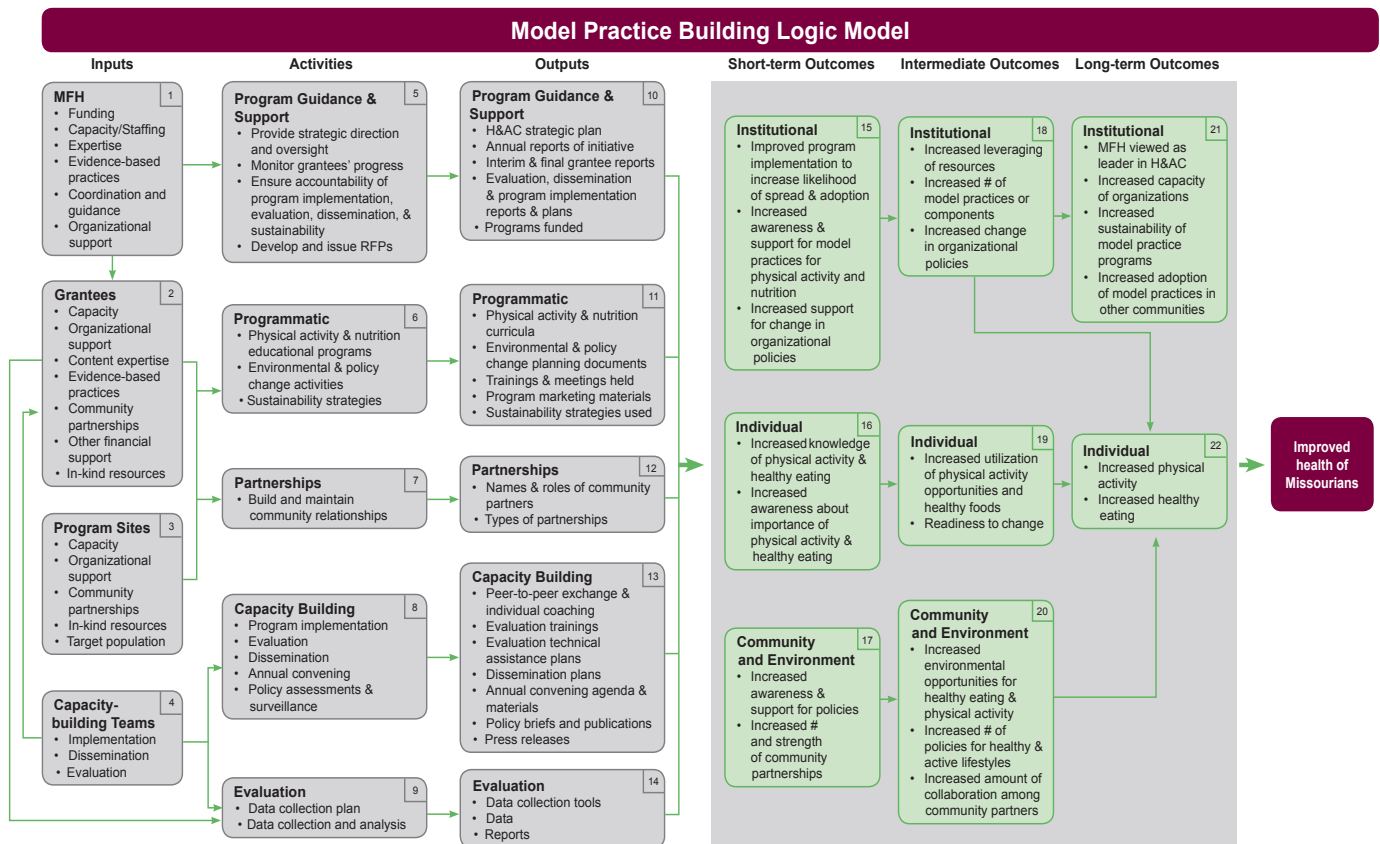 Model Practice Building Logic Model
Inputs
Activities
Outputs
Short-term Outcomes
Intermediate Outcomes
Long-term Outcomes
MFH
1
• Funding
• Capacity/Staffing
• Expertise
• Evidence-based
practices
• Coordination and
guidance
• Organizational
support
Grantees
2
• Capacity
• Organizational
support
• Content expertise
• Evidence-based
practices
• Community
partnerships
• Other financial
support
• In-kind resources
Program Sites
3
• Capacity
• Organizational
support
• Community
partnerships
• In-kind resources
• Target population
Capacity-
building Teams
4
• Implementation
• Dissemination
• Evaluation
Program Guidance &
Support
5
• Provide strategic direction
and oversight
• Monitor grantees' progress
• Ensure accountability of
program implementation,
evaluation, dissemination, &
sustainability
• Develop and issue RFPs
Programmatic
6
• Physical activity & nutrition
educational programs
• Environmental & policy
change activities
• Sustainability strategies
Partnerships
7
• Build and maintain
community relationships
Capacity Building
8
• Program implementation
• Evaluation
• Dissemination
• Annual convening
• Policy assessments &
surveillance
Evaluation
9
• Data collection plan
• Data collection and analysis
Program Guidance &
Support
10
• H&AC strategic plan
• Annual reports of initiative
• Interim & final grantee reports
• Evaluation, dissemination
& program implementation
reports & plans
• Programs funded
Programmatic
11
• Physical activity & nutrition
curricula
• Environmental & policy
change planning documents
• Trainings & meetings held
• Program marketing materials
• Sustainability strategies used
Partnerships
12
• Names & roles of community
partners
• Types of partnerships
Capacity Building
13
• Peer-to-peer exchange &
individual coaching
• Evaluation trainings
• Evaluation technical
assistance plans
• Dissemination plans
• Annual convening agenda &
materials
• Policy briefs and publications
• Press releases
Evaluation
14
• Data collection tools
• Data
• Reports
Institutional
15
• Improved program
implementation to
increase likelihood
of spread & adoption
• Increased
awareness &
support for model
practices for
physical activity and
nutrition
• Increased support
for change in
organizational
policies
Individual
16
• Increased knowledge
of physical activity &
healthy eating
• Increased
awareness about
importance of
physical activity &
healthy eating
Community
and Environment
17
• Increased
awareness &
support for policies
• Increased #
and strength
of community
partnerships
Institutional
18
• Increased leveraging
of resources
• Increased # of
model practices or
components
• Increased change
in organizational
policies
Individual
19
• Increased utilization
of physical activity
opportunities and
healthy foods
• Readiness to change
Community
and Environment
20
• Increased
environmental
opportunities for
healthy eating &
physical activity
• Increased # of
policies for healthy &
active lifestyles
• Increased amount of
collaboration among
community partners
Institutional
21
• MFH viewed as
leader in H&AC
• Increased capacity
of organizations
• Increased
sustainability of
model practice
programs
• Increased adoption
of model practices in
other communities
Individual
22
• Increased physical
activity
• Increased healthy
eating
Improved
health of
Missourians